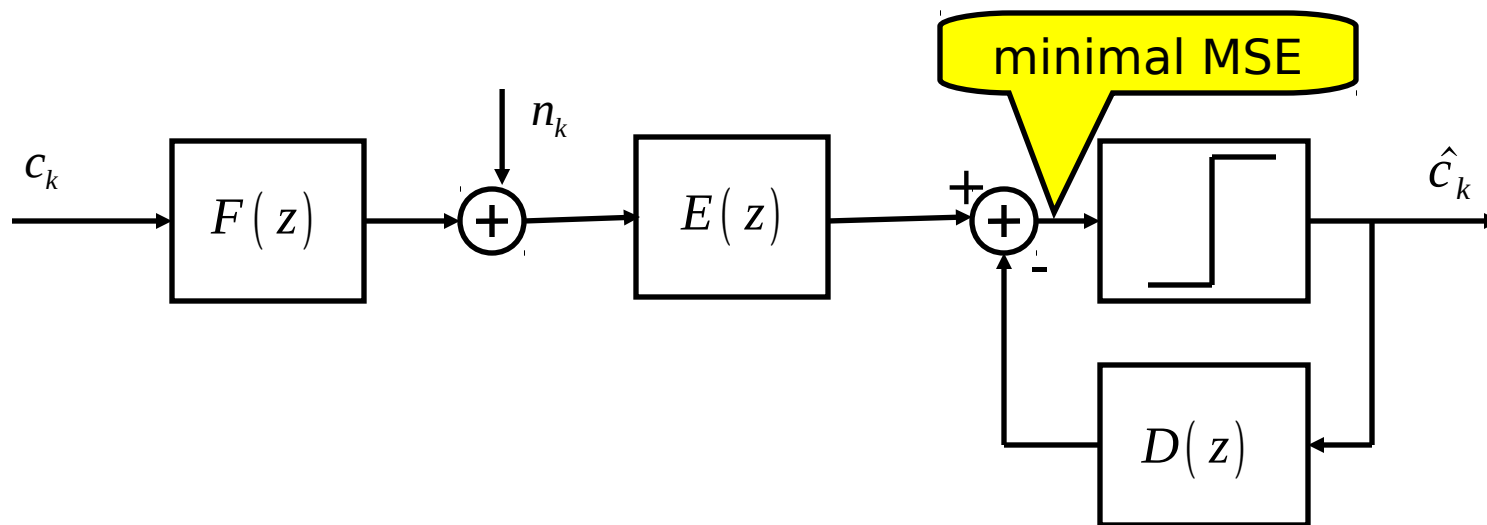 minimal MSE
n_k
c_k
ĉ_k
F( z )
+
E( z )
+
+
-
D( z )